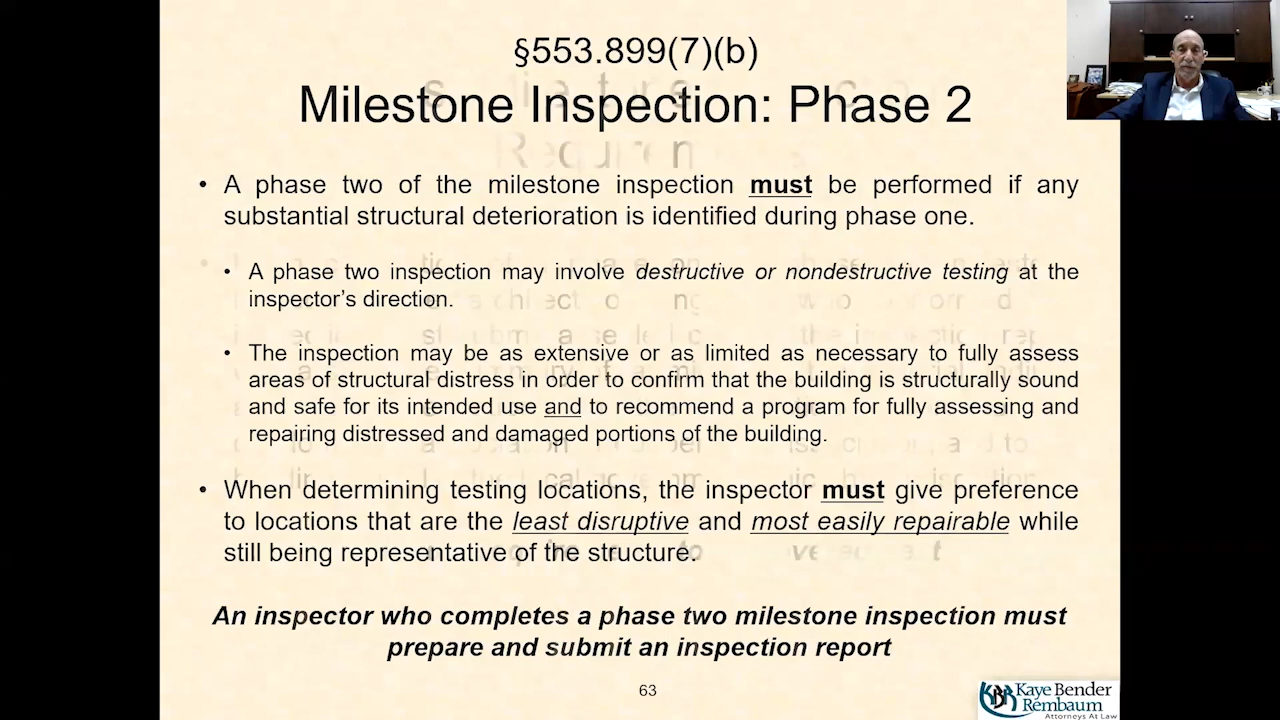 §553.899(7)(b)
Milestone Inspection: Phase 2
• A phase two of the milestone inspection must be performed if any
substantial structural deterioration is identified during phase one.
• A phase two inspection may involve destructive or nondestructive testing at the
inspector’s direction.
• The inspection may be as extensive or as limited as necessary to fully assess
areas of structural distress in order to confirm that the building is structurally sound
and safe for its intended use and to recommend a program for fully assessing and
repairing distressed and damaged portions of the building.
• When determining testing locations, the inspector must give preference
to locations that are the least disruptive and most easily repairable while
still being representative of the structure.
An inspector who completes a phase two milestone inspection must
prepare and submit an inspection report
63
KBR Kaye Bender
Rembaum
Attorneys At Law